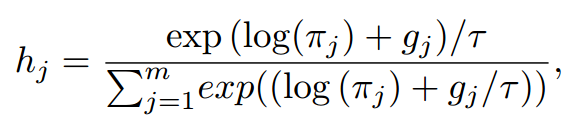 h_j = \frac{\exp (\log(\pi_j) + g_j)/\tau}{\sum_{j=1}^{m} exp((\log (\pi_j) + g_j/\tau))},